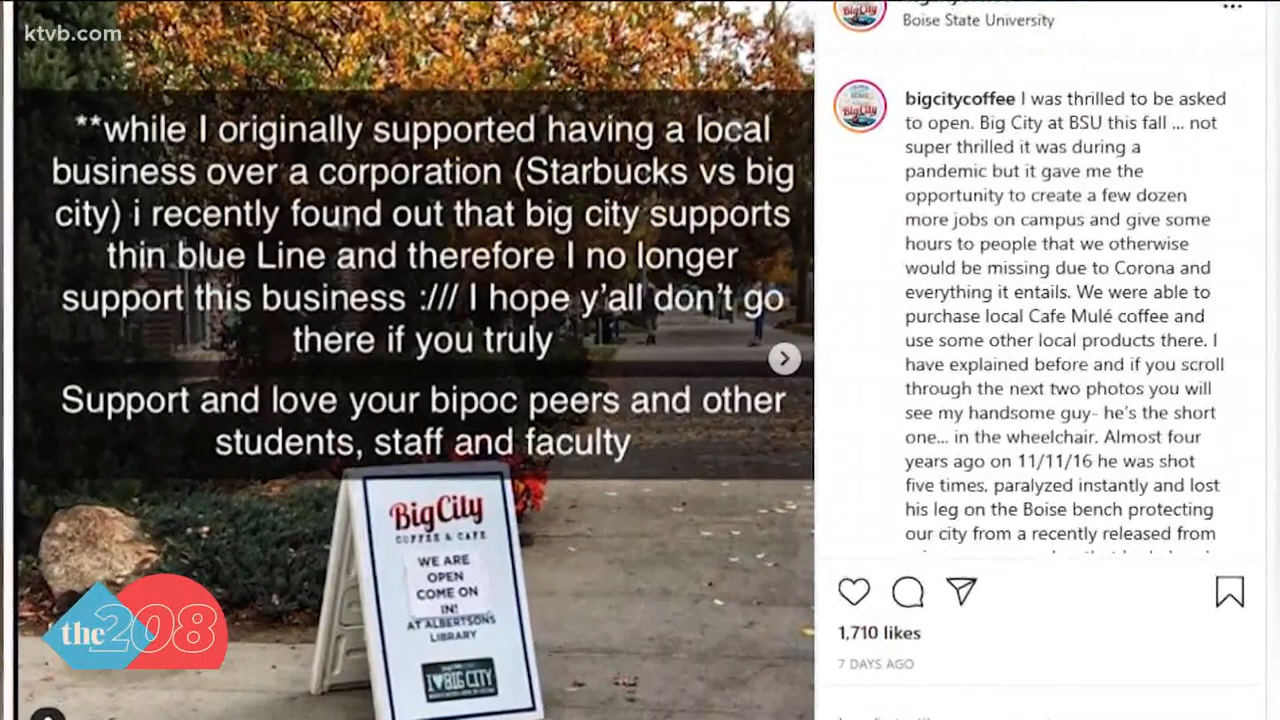 ktvb.com
**while I originally supported having a local
business over a corporation (Starbucks vs big
city) i recently found out that big city supports
thin blue Line and therefore I no longer
support this business :/// I hope y'all don't go
there if you truly
Support and love your bipoc peers and other
students, staff and faculty
BigCity
COFFEE & CAFE
WE ARE
OPEN
COME ON
IN!
AT ALBERTSONS
LIBRARY
I♥BIG CITY
the208
Boise State University
bigcitycoffee I was thrilled to be asked
to open. Big City at BSU this fall ... not
super thrilled it was during a
pandemic but it gave me the
opportunity to create a few dozen
more jobs on campus and give some
hours to people that we otherwise
would be missing due to Corona and
everything it entails. We were able to
purchase local Cafe Mulé coffee and
use some other local products there. I
have explained before and if you scroll
through the next two photos you will
see my handsome guy- he's the short
one... in the wheelchair. Almost four
years ago on 11/11/16 he was shot
five times, paralyzed instantly and lost
his leg on the Boise bench protecting
our city from a recently released from
1,710 likes
7 DAYS AGO